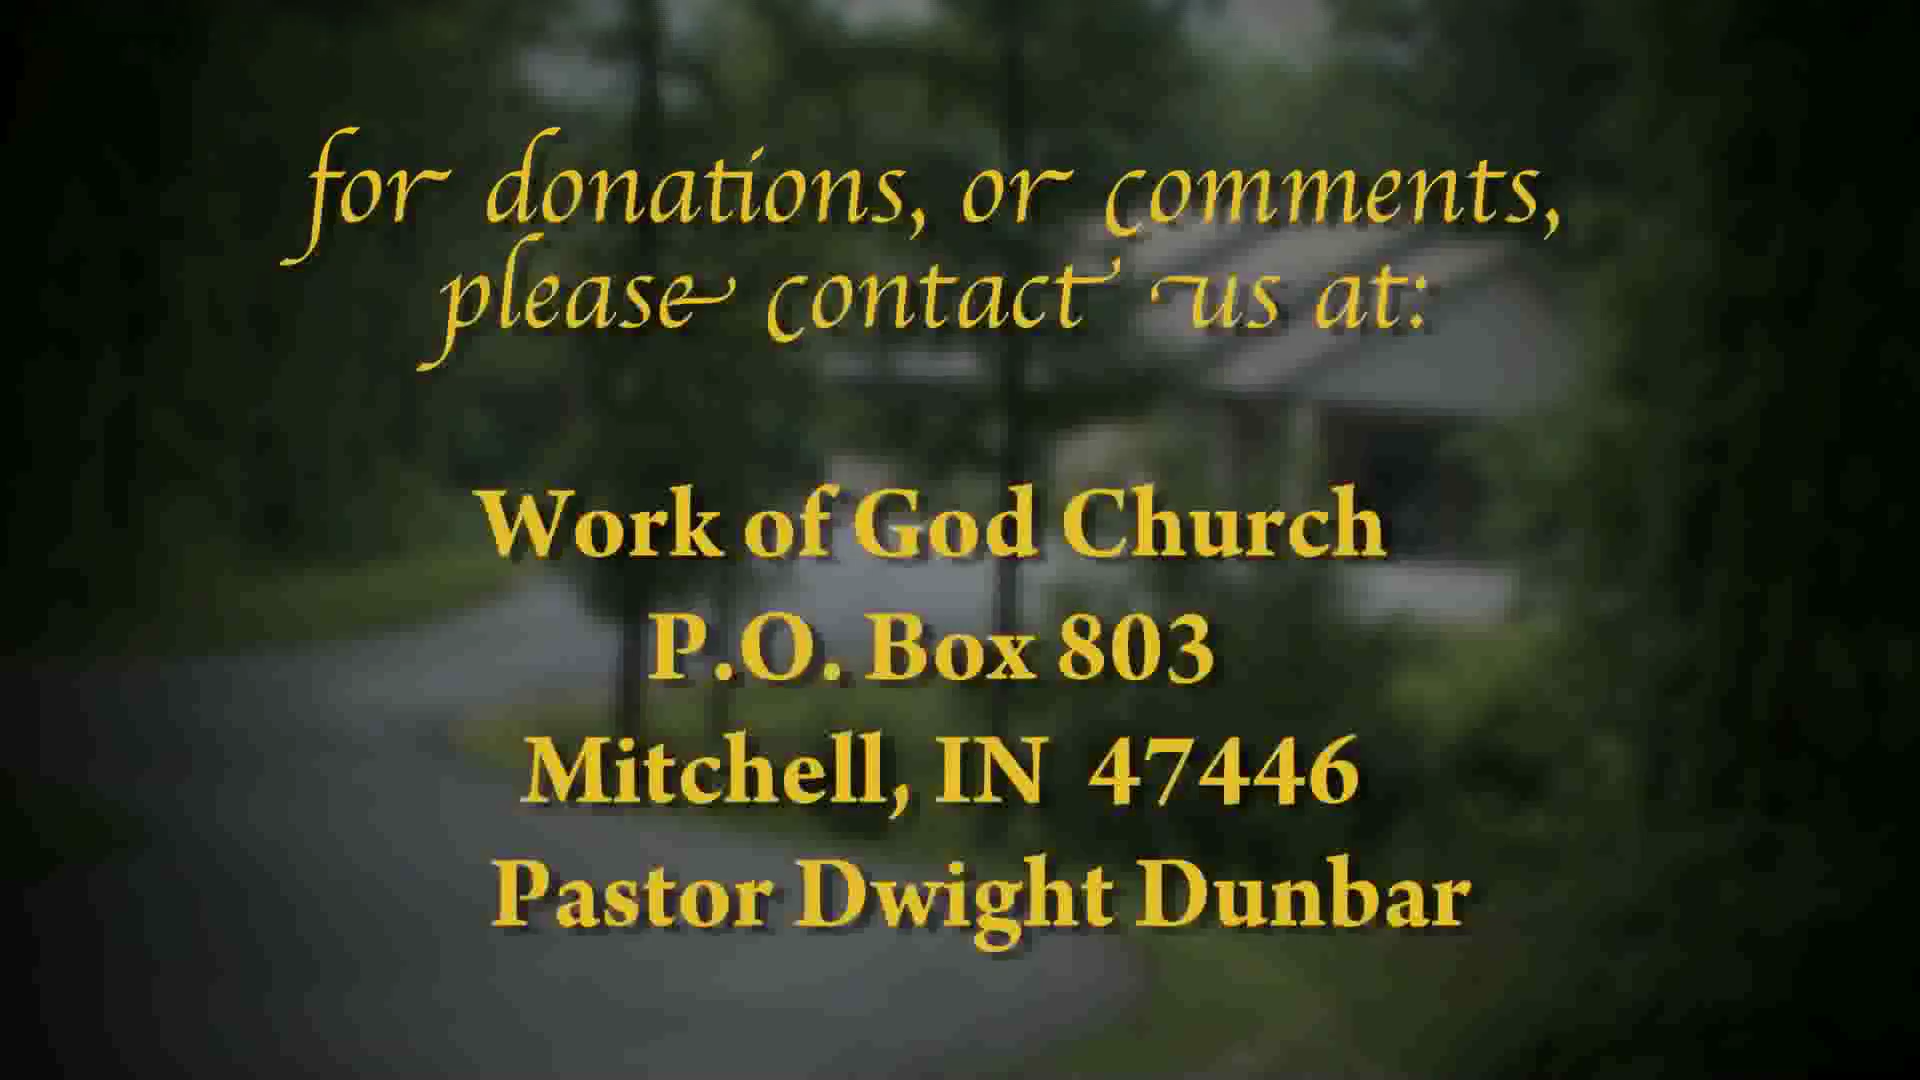 for donations, or comments,
please contact us at:
Work of God Church
P.O. Box 803
Mitchell, IN  47446
Pastor Dwight Dunbar